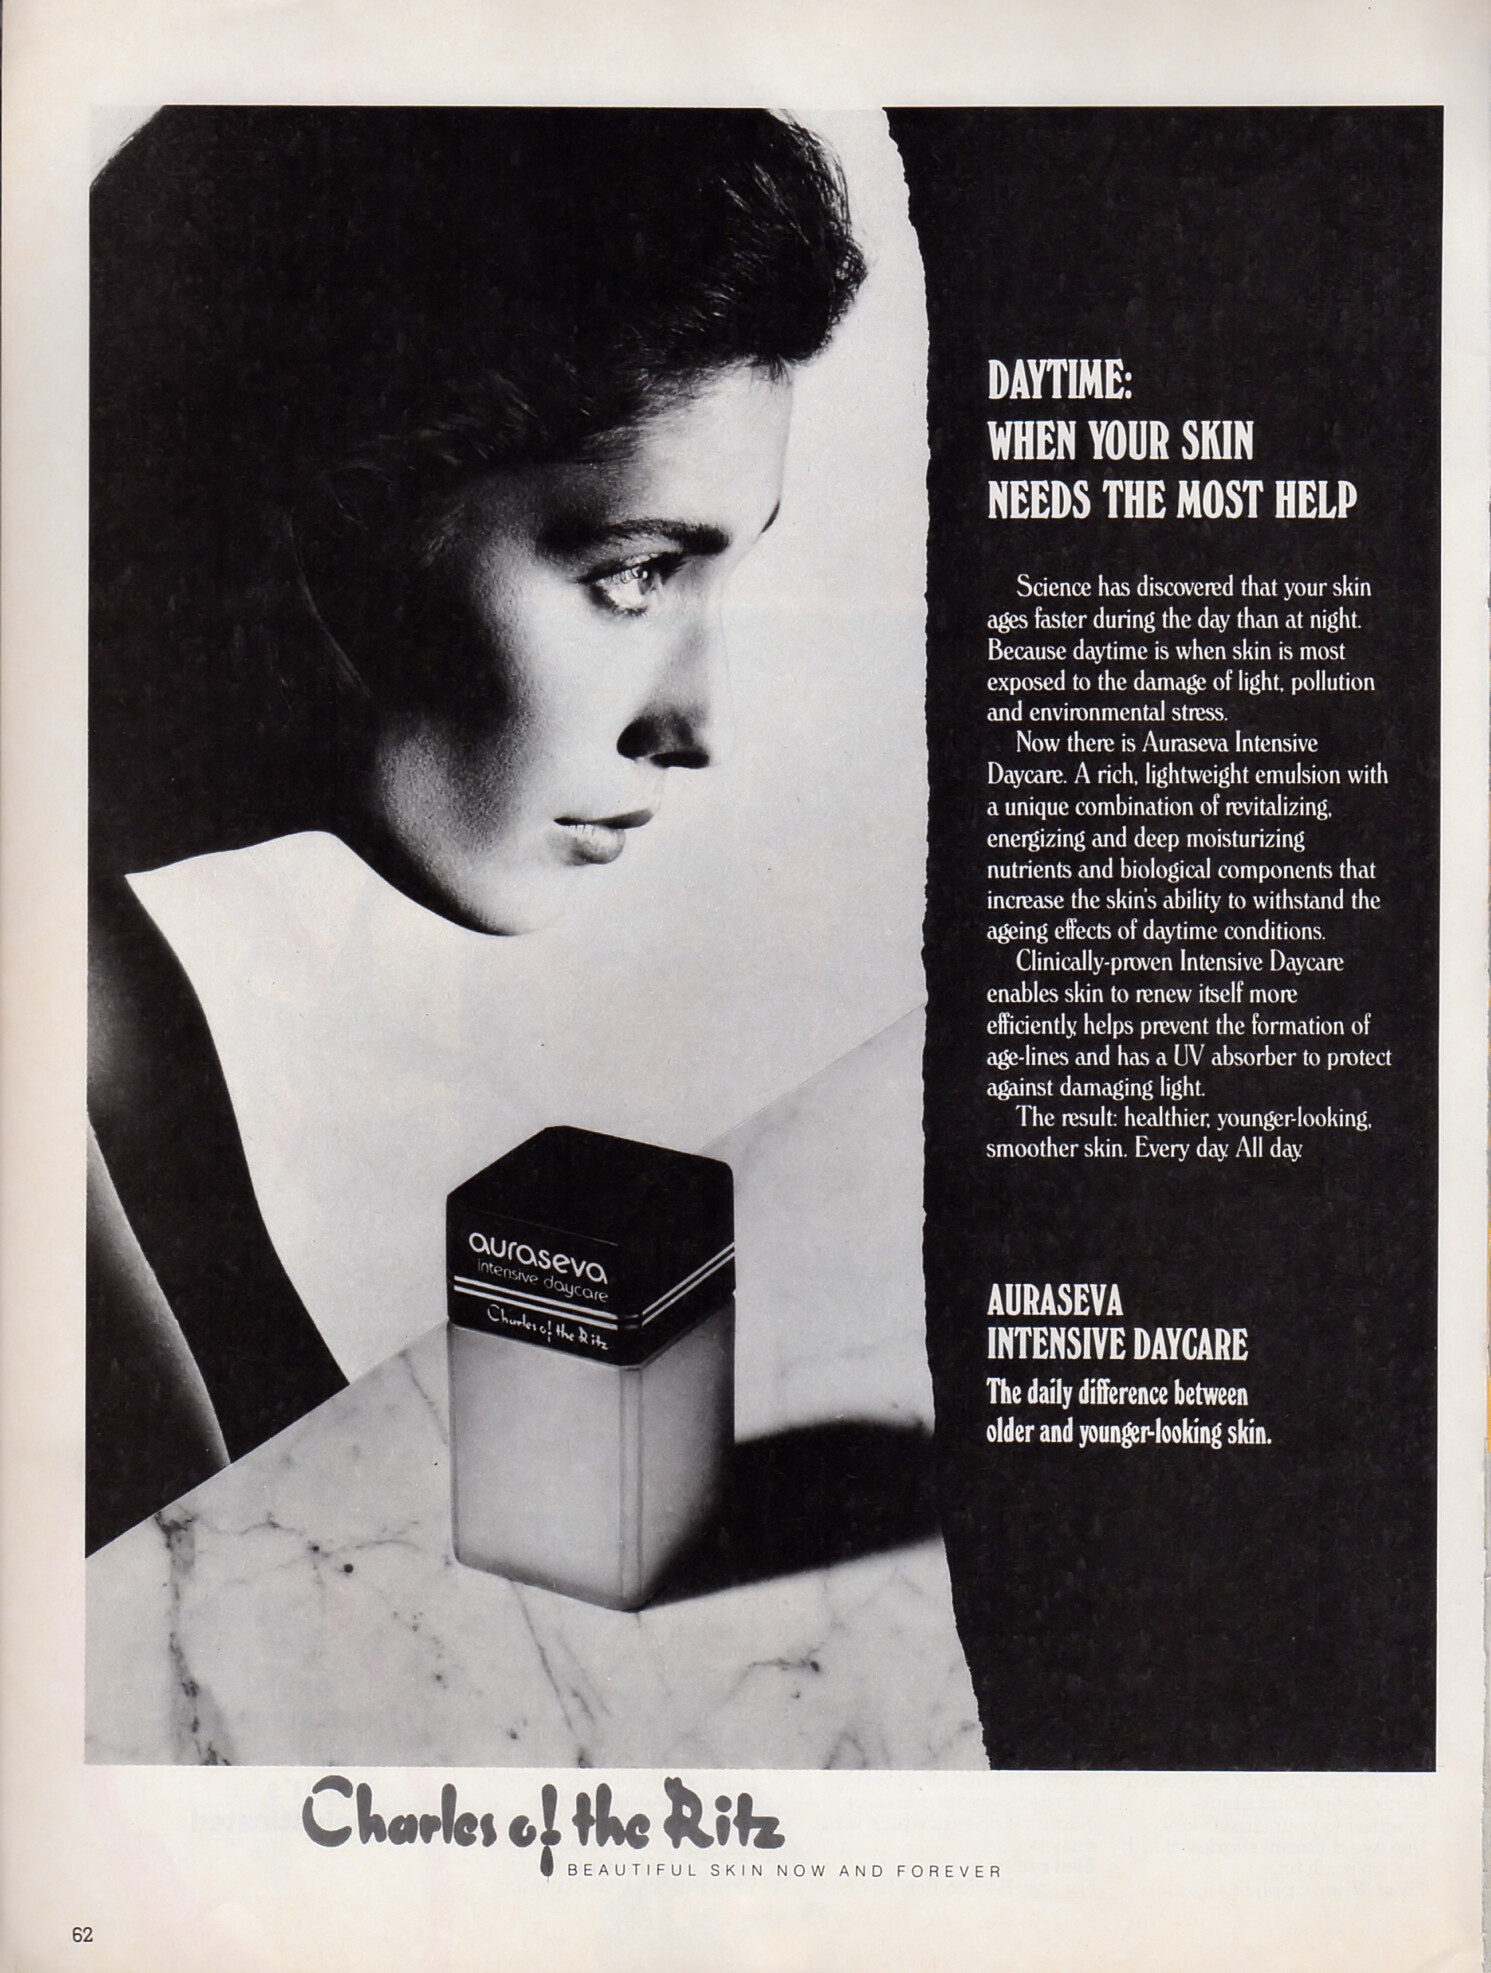 DAYTIME:
WHEN YOUR SKIN
NEEDS THE MOST HELP
Science has discovered that your skin
ages faster during the day than at night.
Because daytime is when skin is most
exposed to the damage of light, pollution
and environmental stress.
Now there is Auraseva Intensive
Daycare. A rich, lightweight emulsion with
a unique combination of revitalizing,
energizing and deep moisturizing
nutrients and biological components that
increase the skin's ability to withstand the
ageing effects of daytime conditions.
Clinically-proven Intensive Daycare
enables skin to renew itself more
efficiently, helps prevent the formation of
age-lines and has a UV absorber to protect
against damaging light.
The result: healthier, younger-looking,
smoother skin. Every day. All day.
auraseva
intensive daycare
Charles of the Ritz
AURASEVA
INTENSIVE DAYCARE
The daily difference between
older and younger-looking skin.
Charles of the Ritz
BEAUTIFUL SKIN NOW AND FOREVER
62